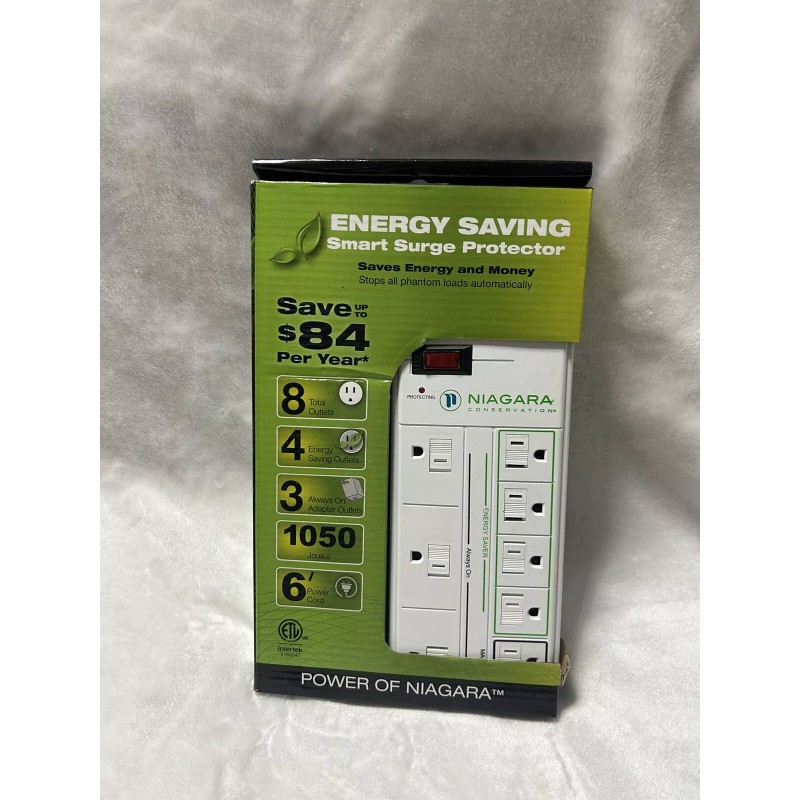 ENERGY SAVING
Smart Surge Protector
Saves Energy and Money
Stops all phantom loads automatically
Save UP TO
$84
Per Year*
8 Total Outlets
4 Energy Saving Outlets
3 Always On Adapter Outlets
1050
Joules
6' Power Cord
ETL
Intertek
PROTECTING
NIAGARA
CONSERVATION
ENERGY SAVER
Always On
MA
POWER OF NIAGARA™